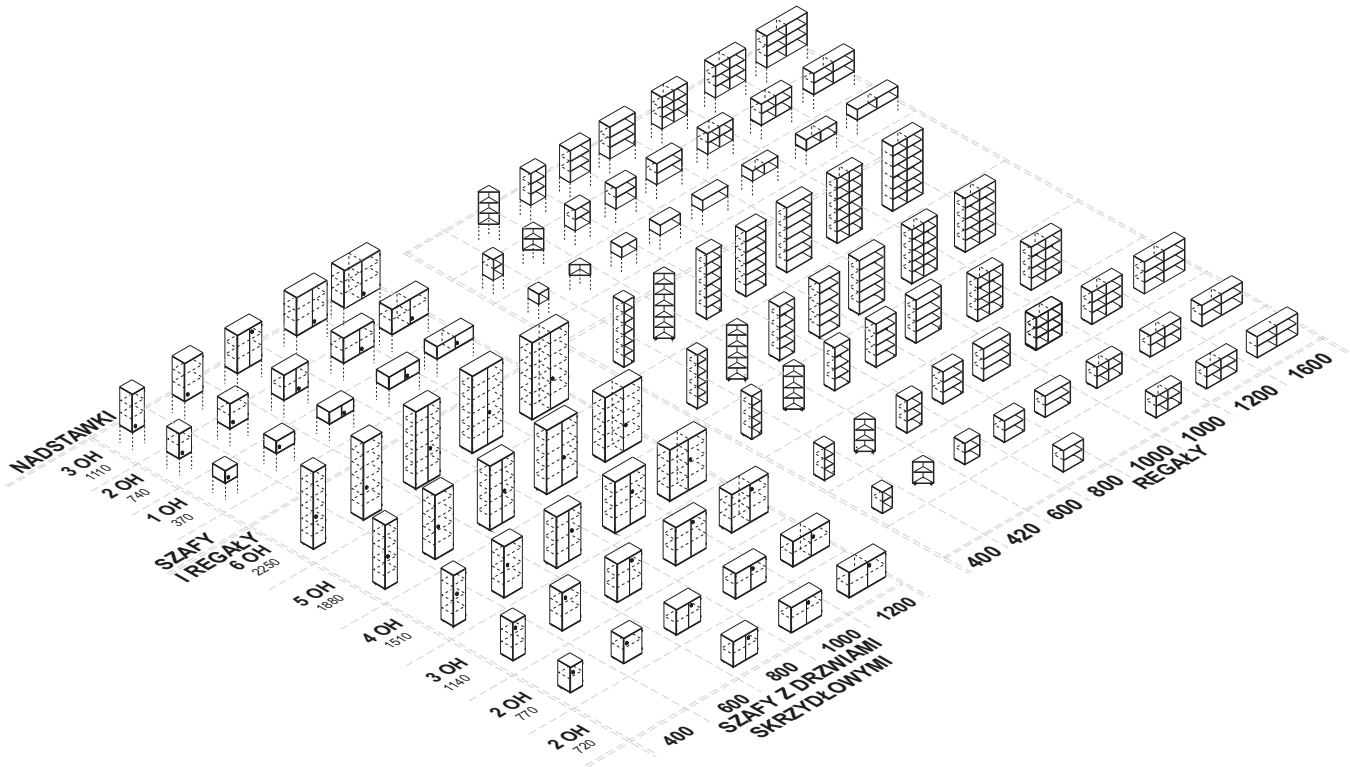 NADSTAWKI
3 OH
1110
2 OH
740
1 OH
370
SZAFY
I REGAŁY
6 OH
2250
5 OH
1880
4 OH
1510
3 OH
1140
2 OH
770
2 OH
720
400
600
800
1000
1200
SZAFY Z DRZWIAMI
SKRZYDŁOWYMI
400
420
600
800
1000
1000
1200
1600
REGAŁY